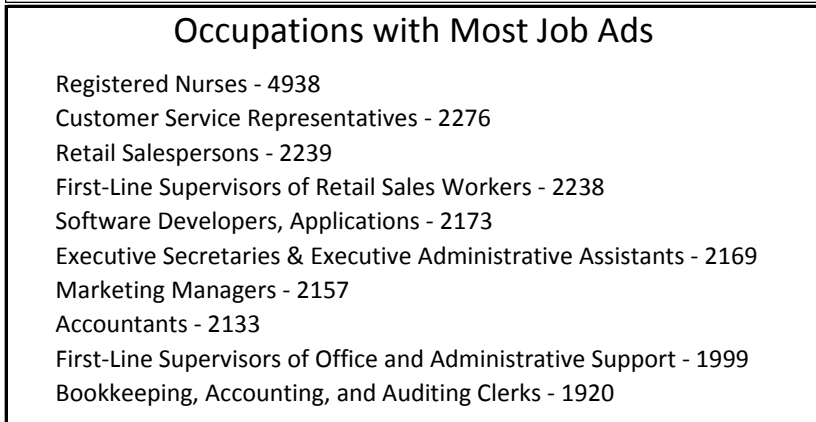 Occupations with Most Job Ads
Registered Nurses - 4938
Customer Service Representatives - 2276
Retail Salespersons - 2239
First-Line Supervisors of Retail Sales Workers - 2238
Software Developers, Applications - 2173
Executive Secretaries & Executive Administrative Assistants - 2169
Marketing Managers - 2157
Accountants - 2133
First-Line Supervisors of Office and Administrative Support - 1999
Bookkeeping, Accounting, and Auditing Clerks - 1920